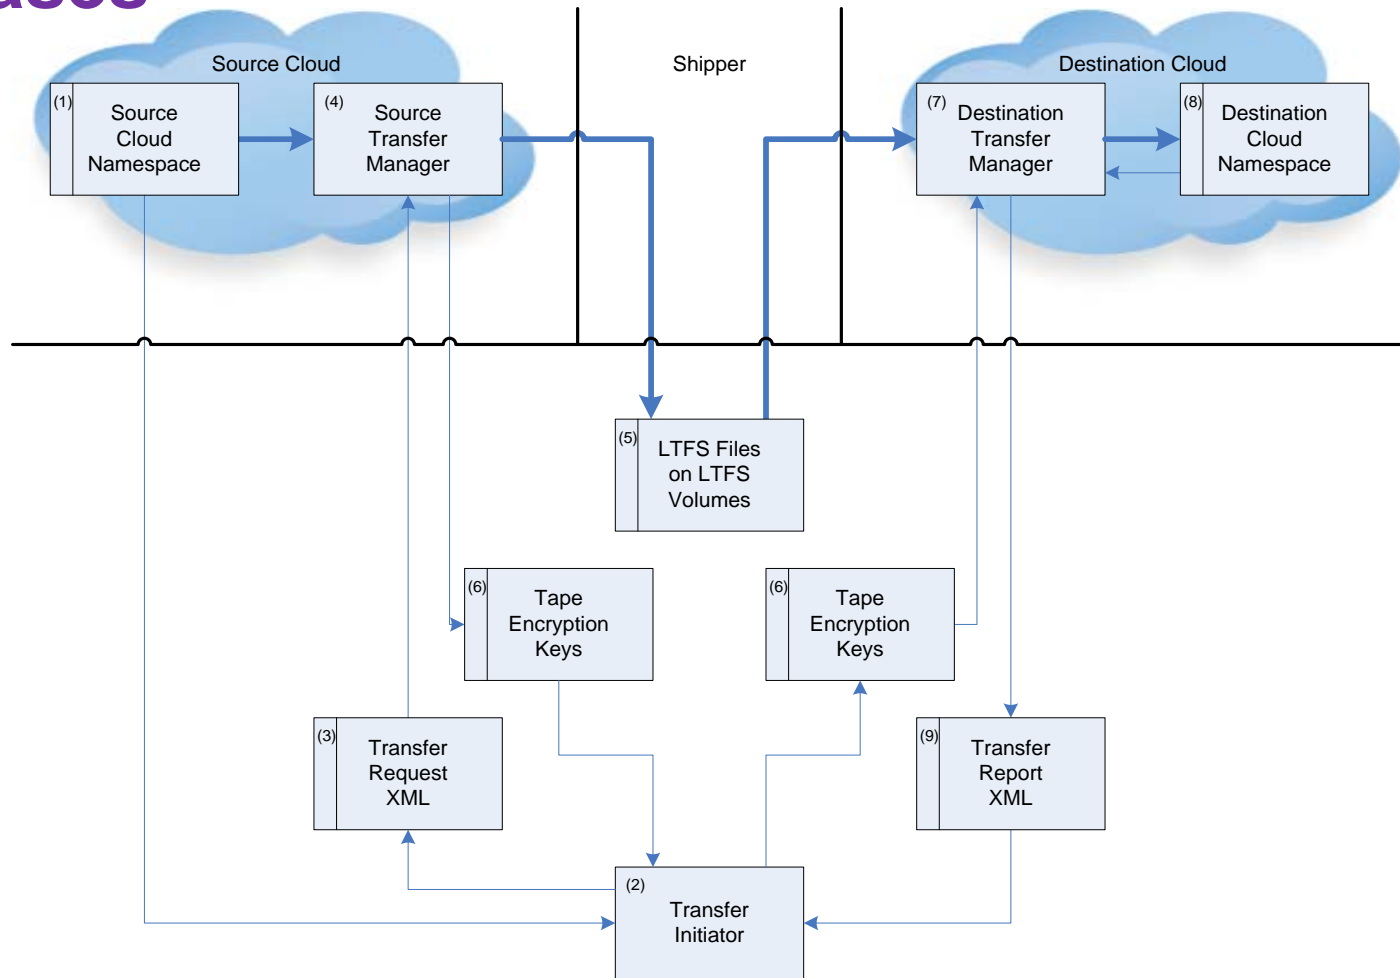 Source Cloud
Shipper
Destination Cloud
(1)
Source
Cloud
Namespace
(4)
Source
Transfer
Manager
(7)
Destination
Transfer
Manager
(8)
Destination
Cloud
Namespace
(5)
LTFS Files
on LTFS
Volumes
(6)
Tape
Encryption
Keys
(6)
Tape
Encryption
Keys
(3)
Transfer
Request
XML
(9)
Transfer
Report
XML
(2)
Transfer
Initiator